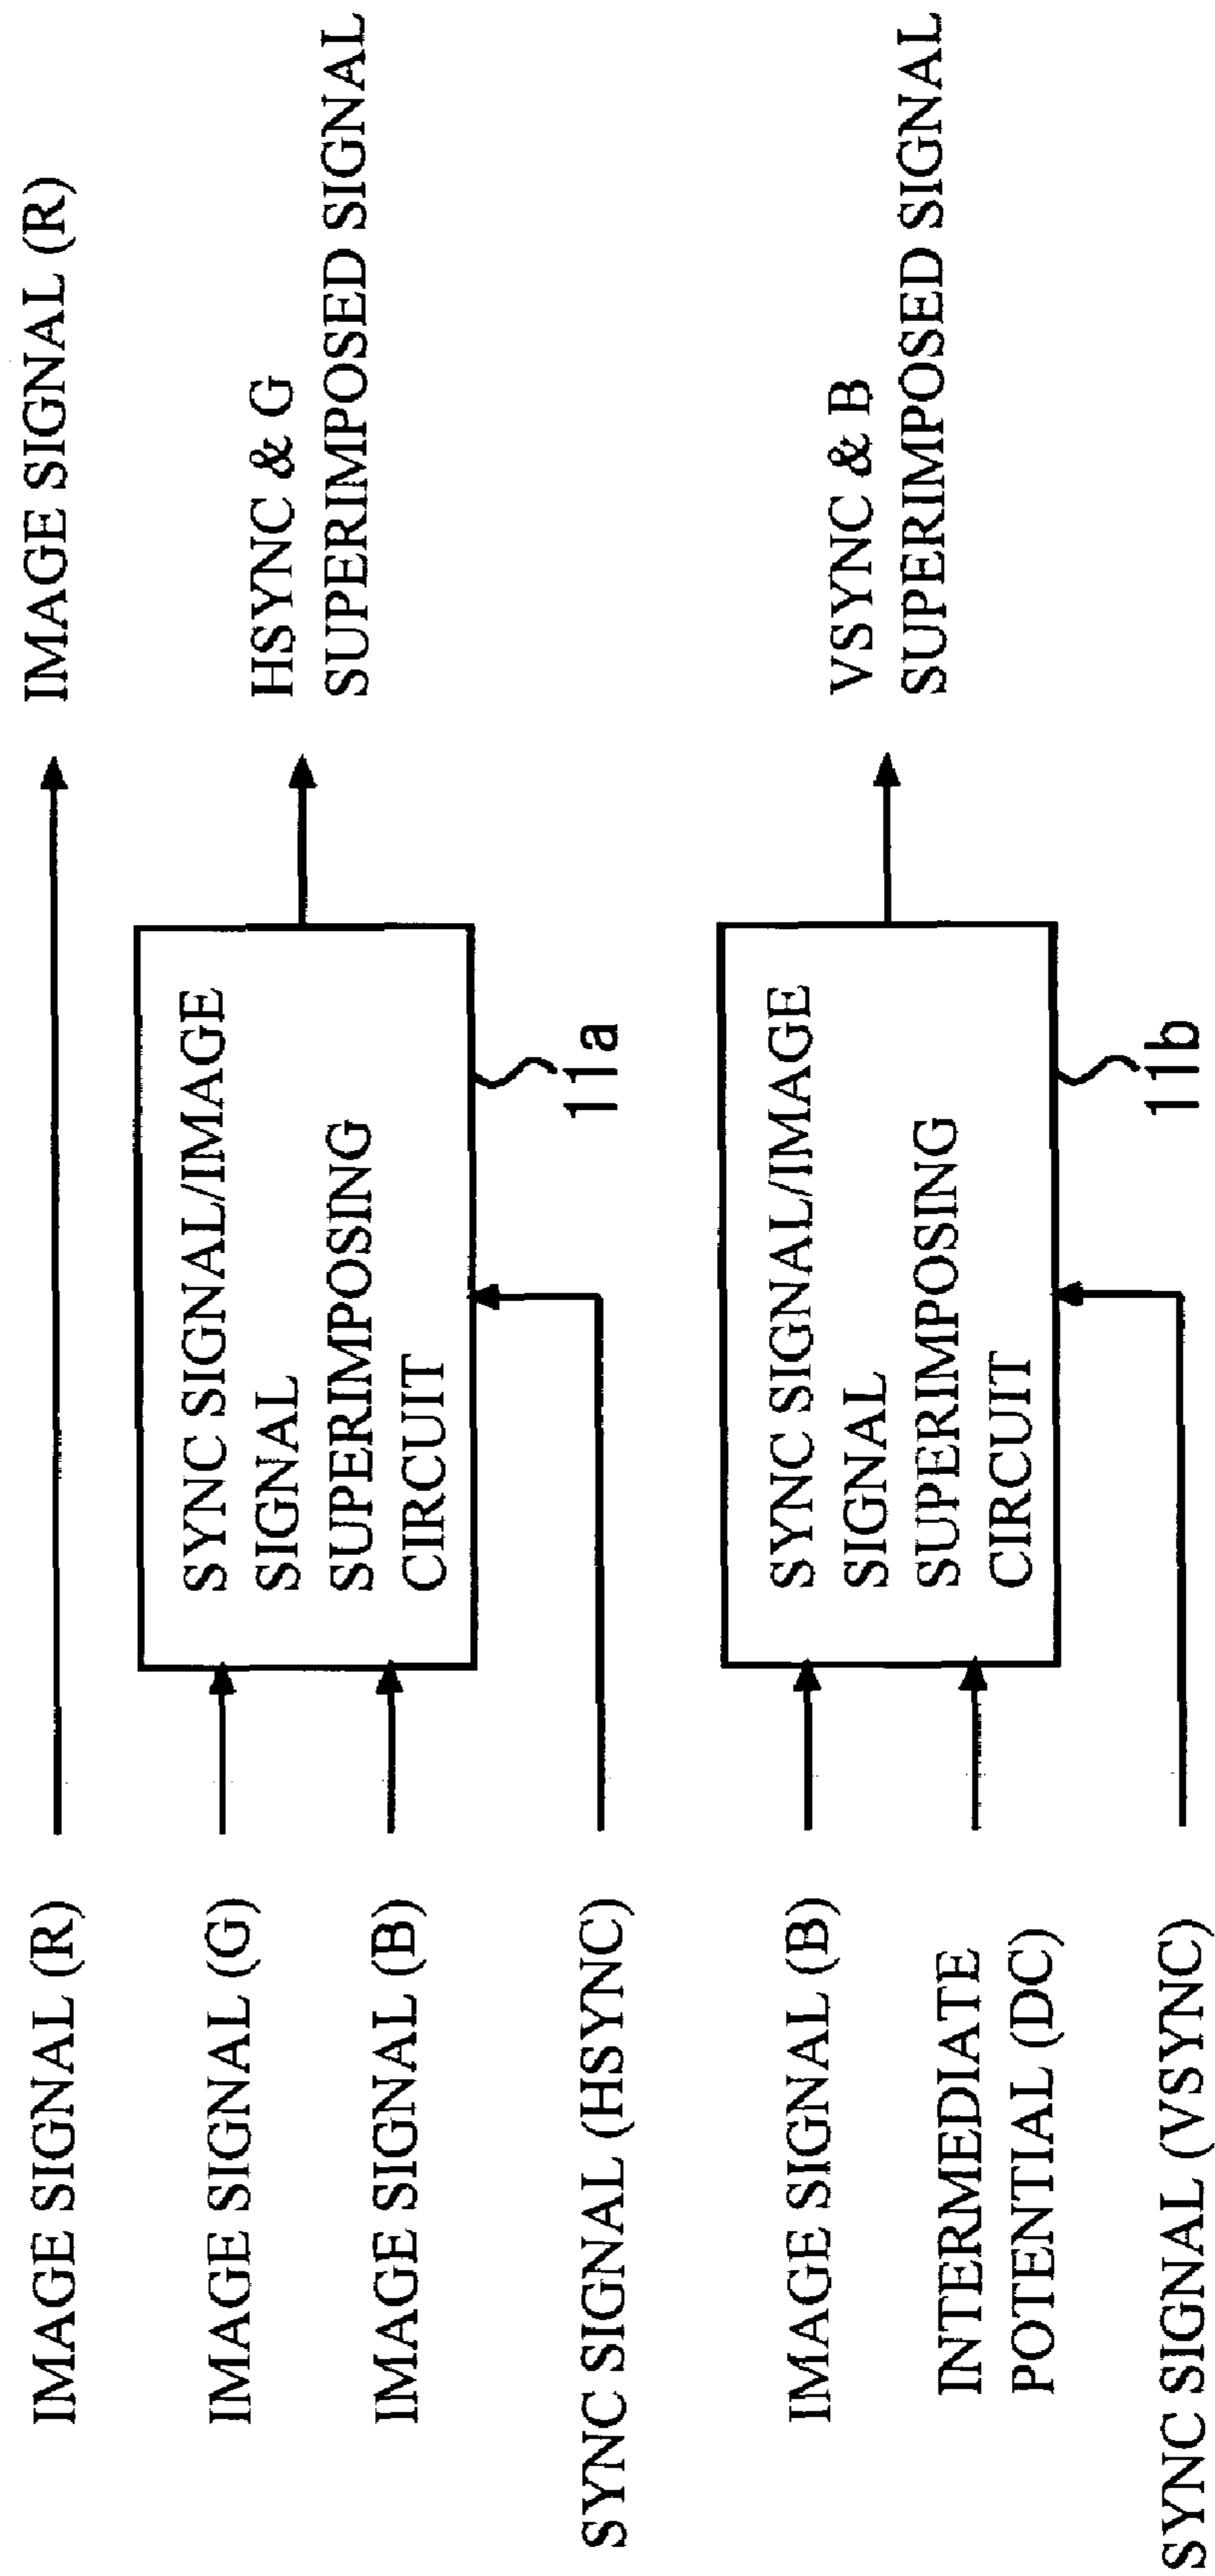 IMAGE SIGNAL (R)
IMAGE SIGNAL (R)
IMAGE SIGNAL (G)
IMAGE SIGNAL (B)
SYNC SIGNAL (HSYNC)
SYNC SIGNAL/IMAGE
SIGNAL
SUPERIMPOSING
CIRCUIT
11a
HSYNC & G
SUPERIMPOSED SIGNAL
IMAGE SIGNAL (B)
INTERMEDIATE
POTENTIAL (DC)
SYNC SIGNAL (VSYNC)
SYNC SIGNAL/IMAGE
SIGNAL
SUPERIMPOSING
CIRCUIT
11b
VSYNC & B
SUPERIMPOSED SIGNAL